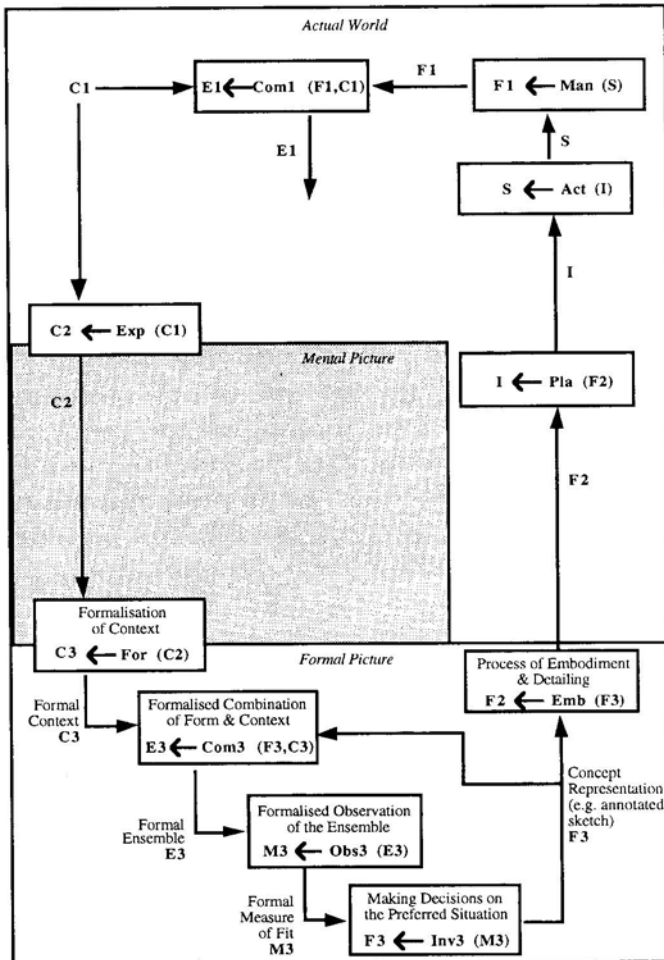 Actual World
F1
C1
E1 ← Com1 (F1,C1)
F1 ← Man (S)
E1
S
S ← Act (I)
I
C2 ← Exp (C1)
Mental Picture
C2
I ← Pla (F2)
F2
Formalisation
of Context
C3 ← For (C2)
Formal Picture
Process of Embodiment
& Detailing
F2 ← Emb (F3)
Formal
Context
C3
Formalised Combination
of Form & Context
E3 ← Com3 (F3,C3)
Concept
Representation
(e.g. annotated
sketch)
F3
Formal
Ensemble
E3
Formalised Observation
of the Ensemble
M3 ← Obs3 (E3)
Formal
Measure
of Fit
M3
Making Decisions on
the Preferred Situation
F3 ← Inv3 (M3)